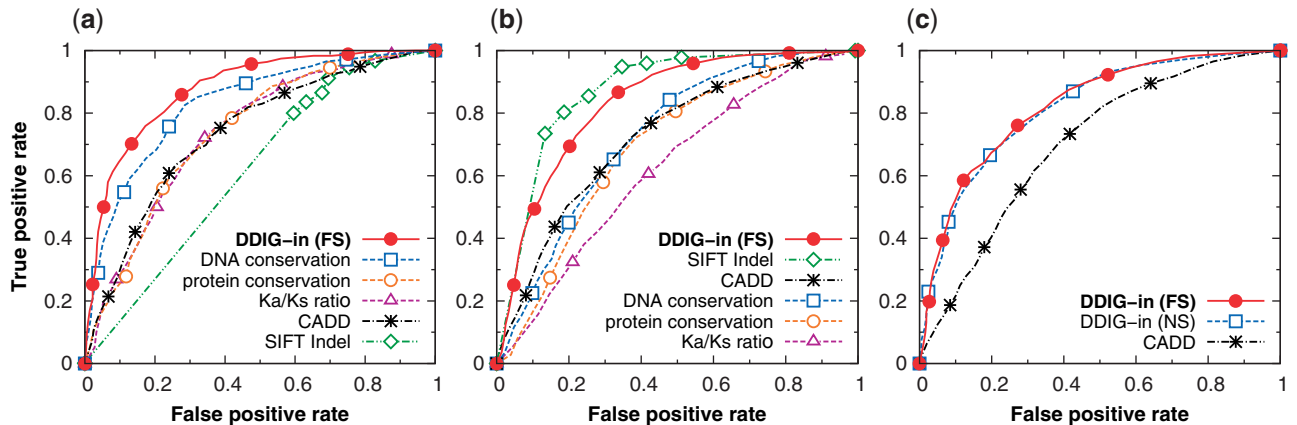 (a)
(b)
(c)
True positive rate
1
0.8
0.6
0.4
0.2
0
DDIG-in (FS)
DNA conservation
protein conservation
Ka/Ks ratio
CADD
SIFT Indel
0 0.2 0.4 0.6 0.8 1
False positive rate
1
0.8
0.6
0.4
0.2
0
DDIG-in (FS)
SIFT Indel
CADD
DNA conservation
protein conservation
Ka/Ks ratio
0 0.2 0.4 0.6 0.8 1
False positive rate
1
0.8
0.6
0.4
0.2
0
DDIG-in (FS)
DDIG-in (NS)
CADD
0 0.2 0.4 0.6 0.8 1
False positive rate